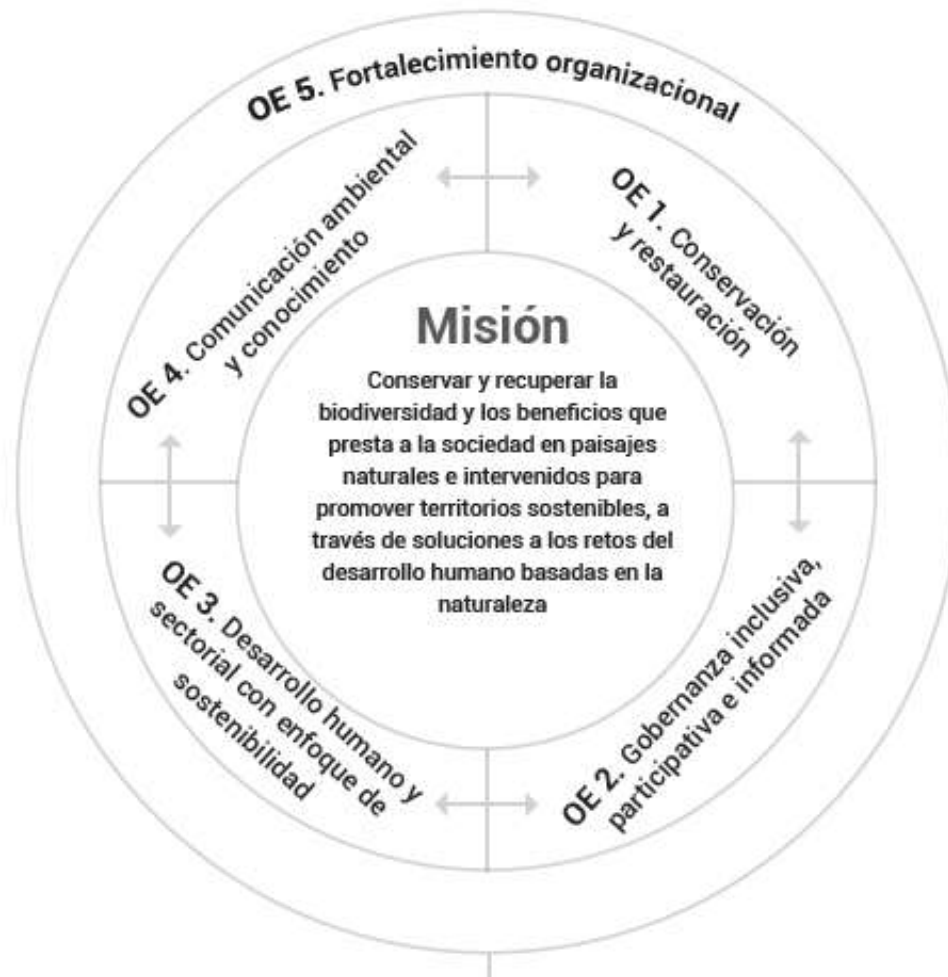 OE 5. Fortalecimiento organizacional
OE 4. Comunicación ambiental
y conocimiento
OE 1. Conservación
y restauración
Misión
Conservar y recuperar la
biodiversidad y los beneficios que
presta a la sociedad en paisajes
naturales e intervenidos para
promover territorios sostenibles, a
través de soluciones a los retos del
desarrollo humano basadas en la
naturaleza
OE 3. Desarrollo humano y
sectorial con enfoque de
sostenibilidad
OE 2. Gobernanza inclusiva,
participativa e informada